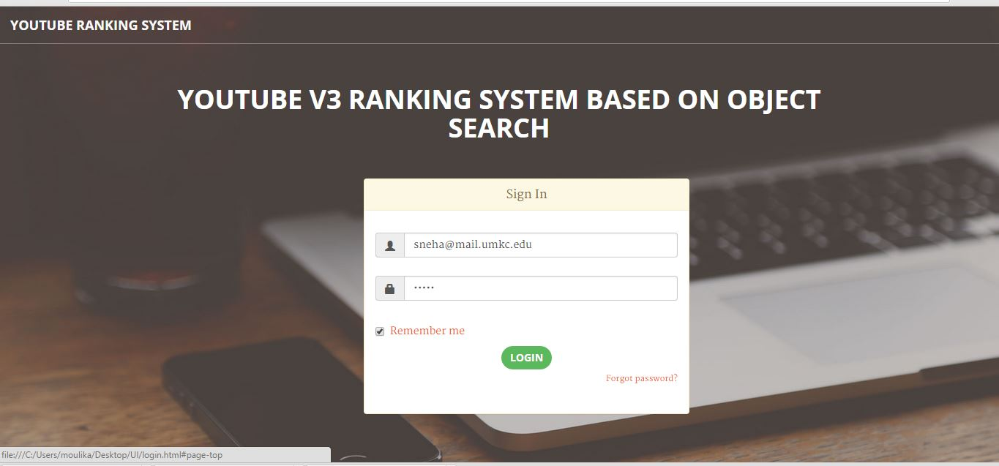 YOUTUBE RANKING SYSTEM
YOUTUBE V3 RANKING SYSTEM BASED ON OBJECT
SEARCH
Sign In
sneha@mail.umkc.edu
•••••
Remember me
LOGIN
Forgot password?
file:///C:/Users/moulika/Desktop/UI/login.html#page-top